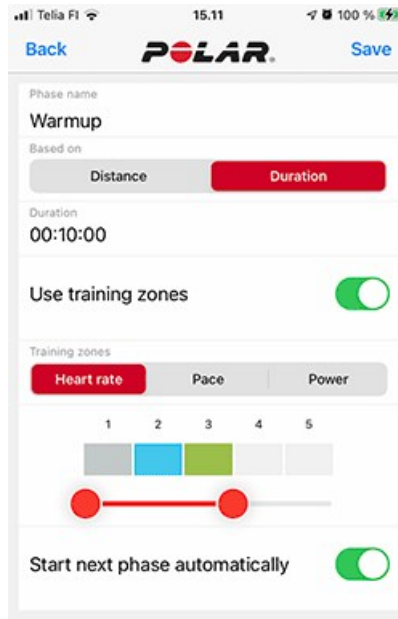 Telia FI 15.11 100 %
Back POLAR. Save
Phase name
Warmup
Based on
Distance Duration
Duration
00:10:00
Use training zones
Training zones
Heart rate Pace Power
1 2 3 4 5
Start next phase automatically